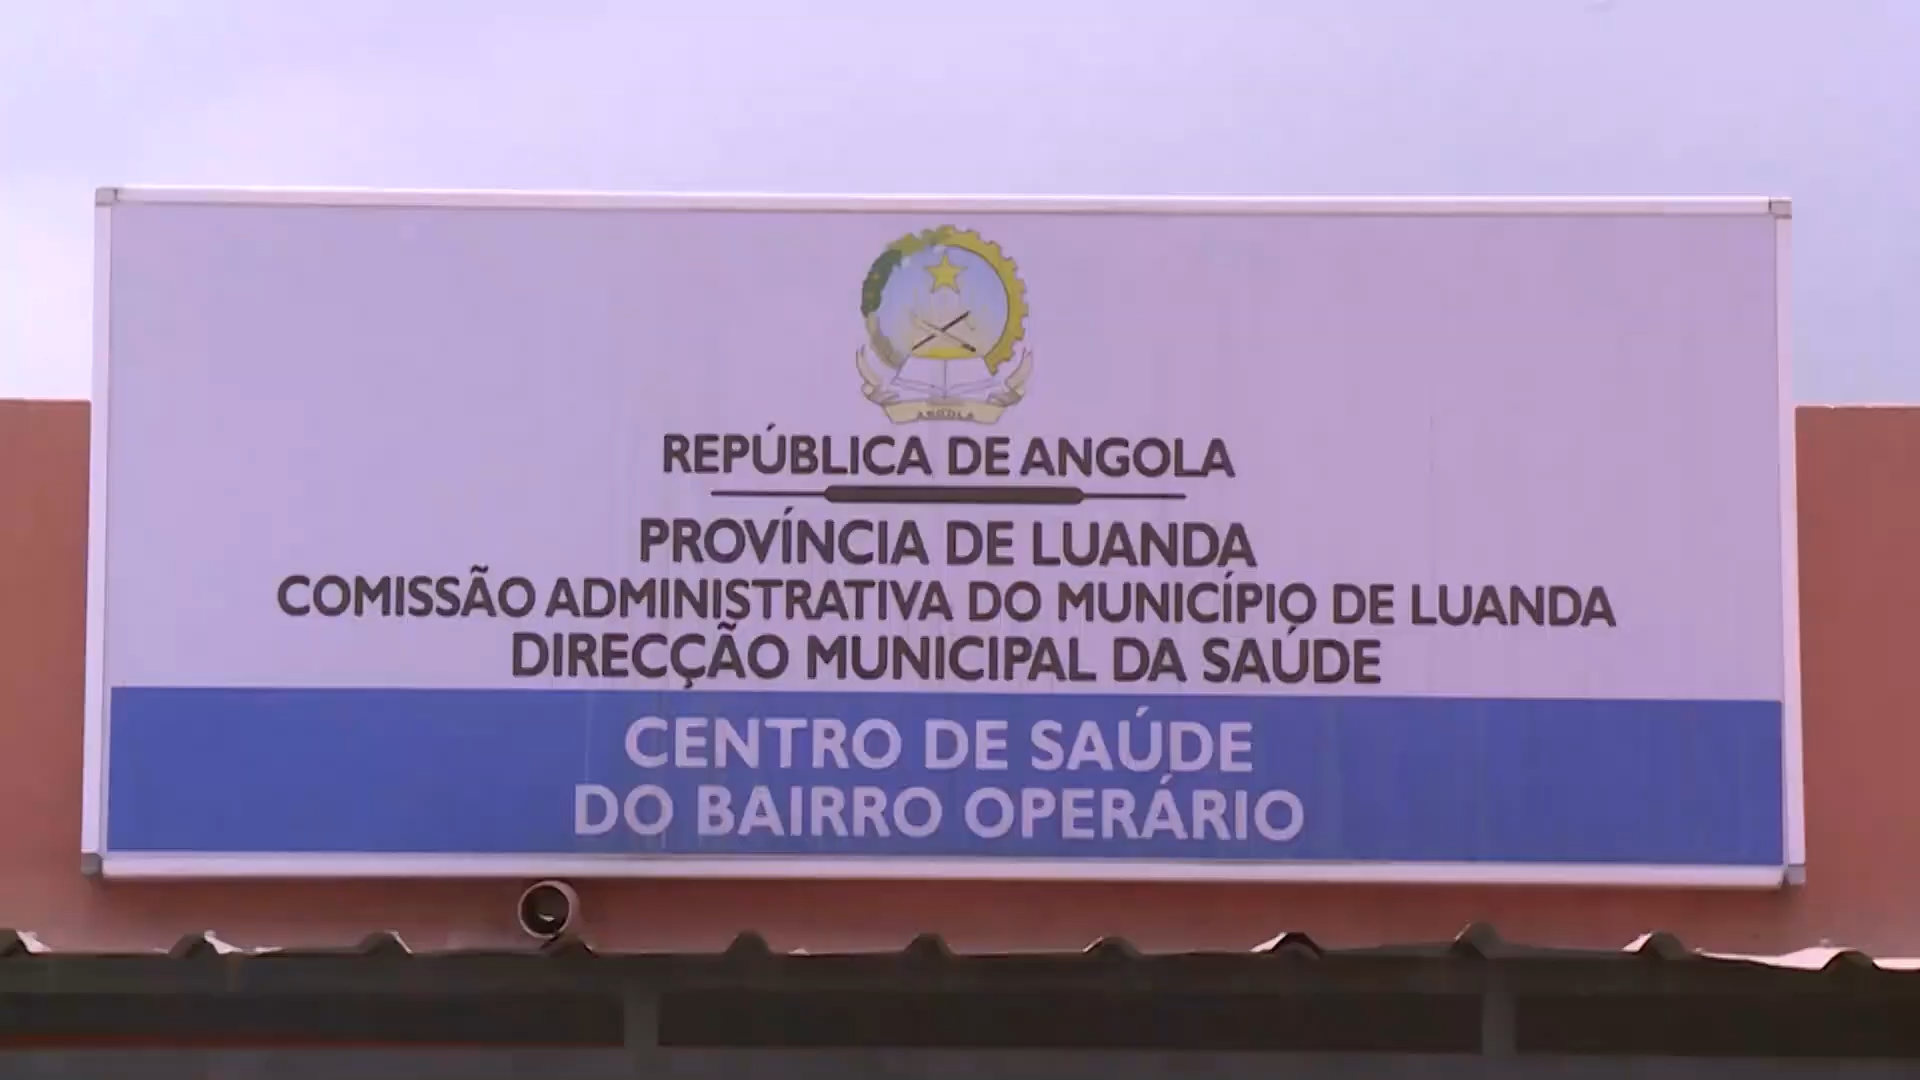 ANGOLA
REPÚBLICA DE ANGOLA
PROVÍNCIA DE LUANDA
COMISSÃO ADMINISTRATIVA DO MUNICÍPIO DE LUANDA
DIRECÇÃO MUNICIPAL DA SAÚDE
CENTRO DE SAÚDE
DO BAIRRO OPERÁRIO